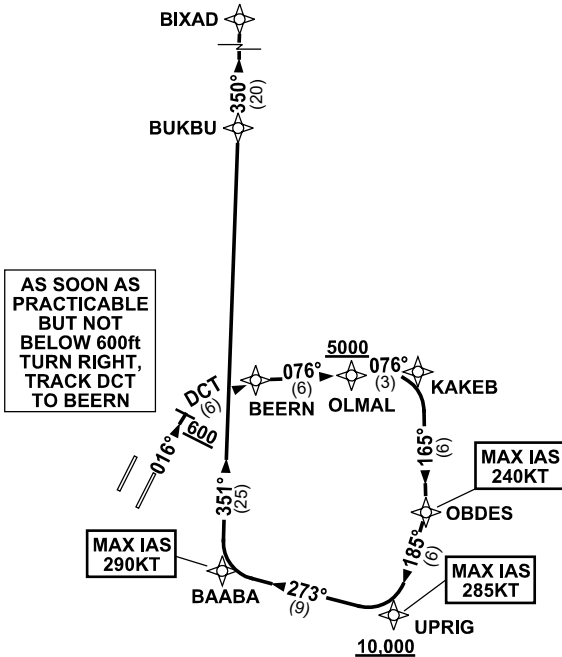 BIXAD
350°
(20)
BUKBU
AS SOON AS
PRACTICABLE
BUT NOT
BELOW 600ft
TURN RIGHT,
TRACK DCT
TO BEERN
DCT
(6)
600
016°
BEERN
076°
(6)
5000
OLMAL
076°
(3)
KAKEB
165°
(6)
MAX IAS
240KT
OBDES
185°
(6)
MAX IAS
285KT
UPRIG
10,000
273°
(9)
MAX IAS
290KT
BAABA
351°
(25)
N